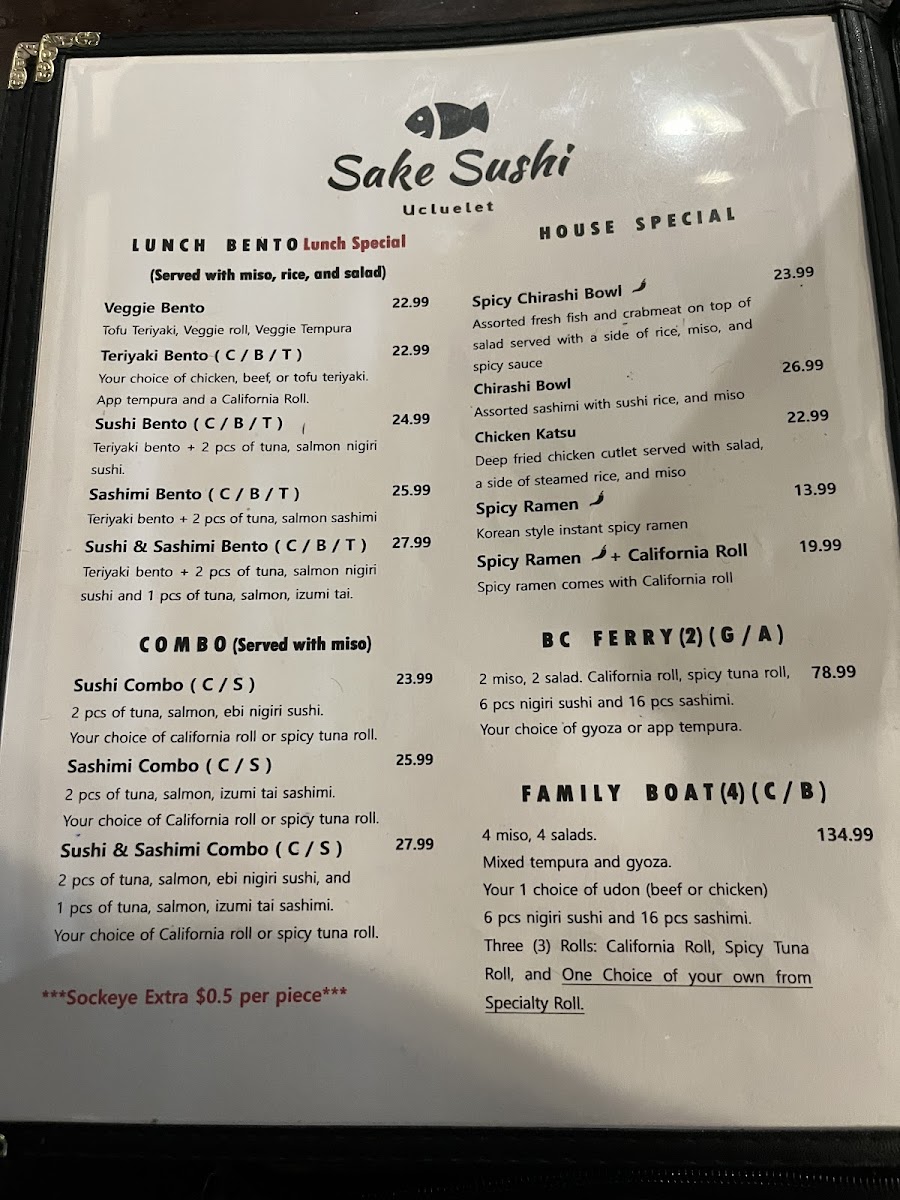 Sake Sushi
Ucluelet
LUNCH BENTO Lunch Special
(Served with miso, rice, and salad)
Veggie Bento 22.99
Tofu Teriyaki, Veggie roll, Veggie Tempura
Teriyaki Bento ( C / B / T ) 22.99
Your choice of chicken, beef, or tofu teriyaki.
App tempura and a California Roll.
Sushi Bento ( C / B / T ) 24.99
Teriyaki bento + 2 pcs of tuna, salmon nigiri
sushi.
Sashimi Bento ( C / B / T ) 25.99
Teriyaki bento + 2 pcs of tuna, salmon sashimi
Sushi & Sashimi Bento ( C / B / T ) 27.99
Teriyaki bento + 2 pcs of tuna, salmon nigiri
sushi and 1 pcs of tuna, salmon, izumi tai.
COMBO (Served with miso)
Sushi Combo ( C / S ) 23.99
2 pcs of tuna, salmon, ebi nigiri sushi.
Your choice of california roll or spicy tuna roll.
Sashimi Combo ( C / S ) 25.99
2 pcs of tuna, salmon, izumi tai sashimi.
Your choice of California roll or spicy tuna roll.
Sushi & Sashimi Combo ( C / S ) 27.99
2 pcs of tuna, salmon, ebi nigiri sushi, and
1 pcs of tuna, salmon, izumi tai sashimi.
Your choice of California roll or spicy tuna roll.
***Sockeye Extra $0.5 per piece***
HOUSE SPECIAL
Spicy Chirashi Bowl 23.99
Assorted fresh fish and crabmeat on top of
salad served with a side of rice, miso, and
spicy sauce
Chirashi Bowl 26.99
Assorted sashimi with sushi rice, and miso
Chicken Katsu 22.99
Deep fried chicken cutlet served with salad,
a side of steamed rice, and miso
Spicy Ramen 13.99
Korean style instant spicy ramen
Spicy Ramen + California Roll 19.99
Spicy ramen comes with California roll
BC FERRY (2) ( G / A )
2 miso, 2 salad. California roll, spicy tuna roll, 78.99
6 pcs nigiri sushi and 16 pcs sashimi.
Your choice of gyoza or app tempura.
FAMILY BOAT (4) ( C / B )
4 miso, 4 salads. 134.99
Mixed tempura and gyoza.
Your 1 choice of udon (beef or chicken)
6 pcs nigiri sushi and 16 pcs sashimi.
Three (3) Rolls: California Roll, Spicy Tuna
Roll, and One Choice of your own from
Specialty Roll.